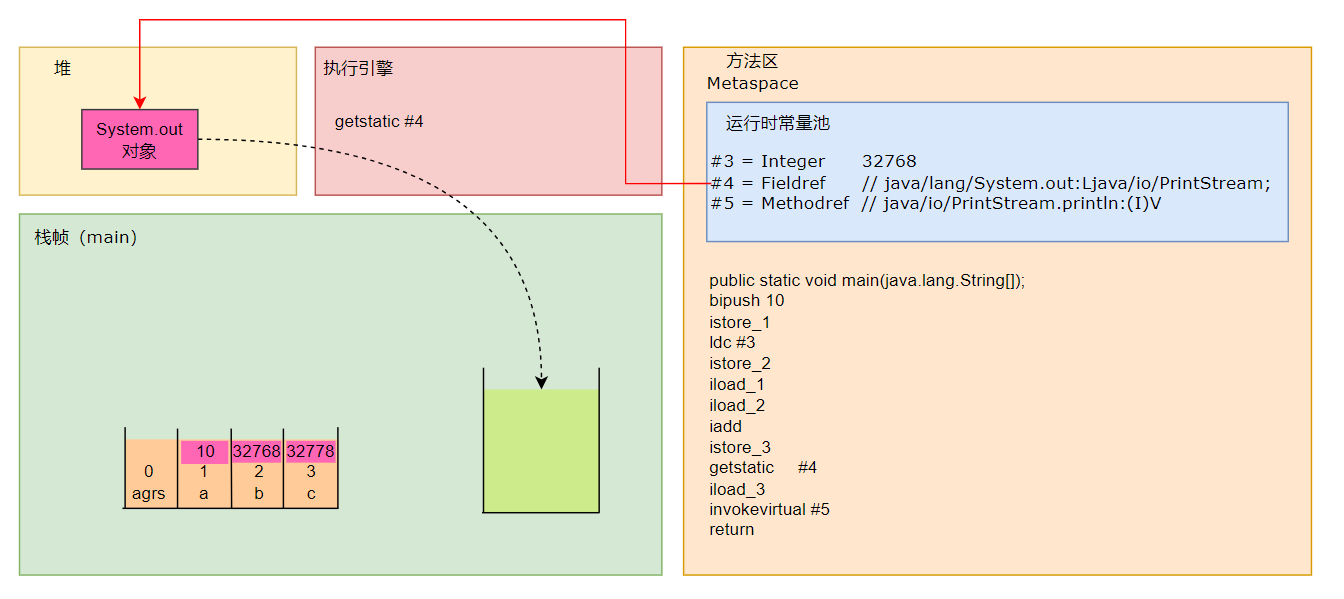 堆
System.out
对象
执行引擎
getstatic #4
方法区
Metaspace
运行时常量池
#3 = Integer 32768
#4 = Fieldref // java/lang/System.out:Ljava/io/PrintStream;
#5 = Methodref // java/io/PrintStream.println:(I)V
public static void main(java.lang.String[]);
bipush 10
istore_1
ldc #3
istore_2
iload_1
iload_2
iadd
istore_3
getstatic #4
iload_3
invokevirtual #5
return
栈帧（main）
10 32768 32778
0 1 2 3
agrs a b c